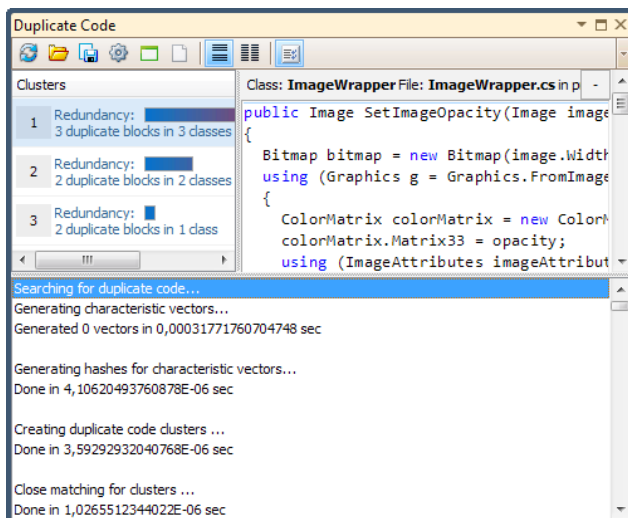 Duplicate Code
Clusters
1
Redundancy:
3 duplicate blocks in 3 classes
2
Redundancy:
2 duplicate blocks in 2 classes
3
Redundancy:
2 duplicate blocks in 1 class
Class: ImageWrapper File: ImageWrapper.cs in p
public Image SetImageOpacity(Image image
{
Bitmap bitmap = new Bitmap(image.Width
using (Graphics g = Graphics.FromImage
{
ColorMatrix colorMatrix = new ColorM
colorMatrix.Matrix33 = opacity;
using (ImageAttributes imageAttribut
Searching for duplicate code...
Generating characteristic vectors...
Generated 0 vectors in 0,00031771760704748 sec
Generating hashes for characteristic vectors...
Done in 4,10620493760878E-06 sec
Creating duplicate code clusters ...
Done in 3,59292932040768E-06 sec
Close matching for clusters ...
Done in 1,0265512344022E-06 sec